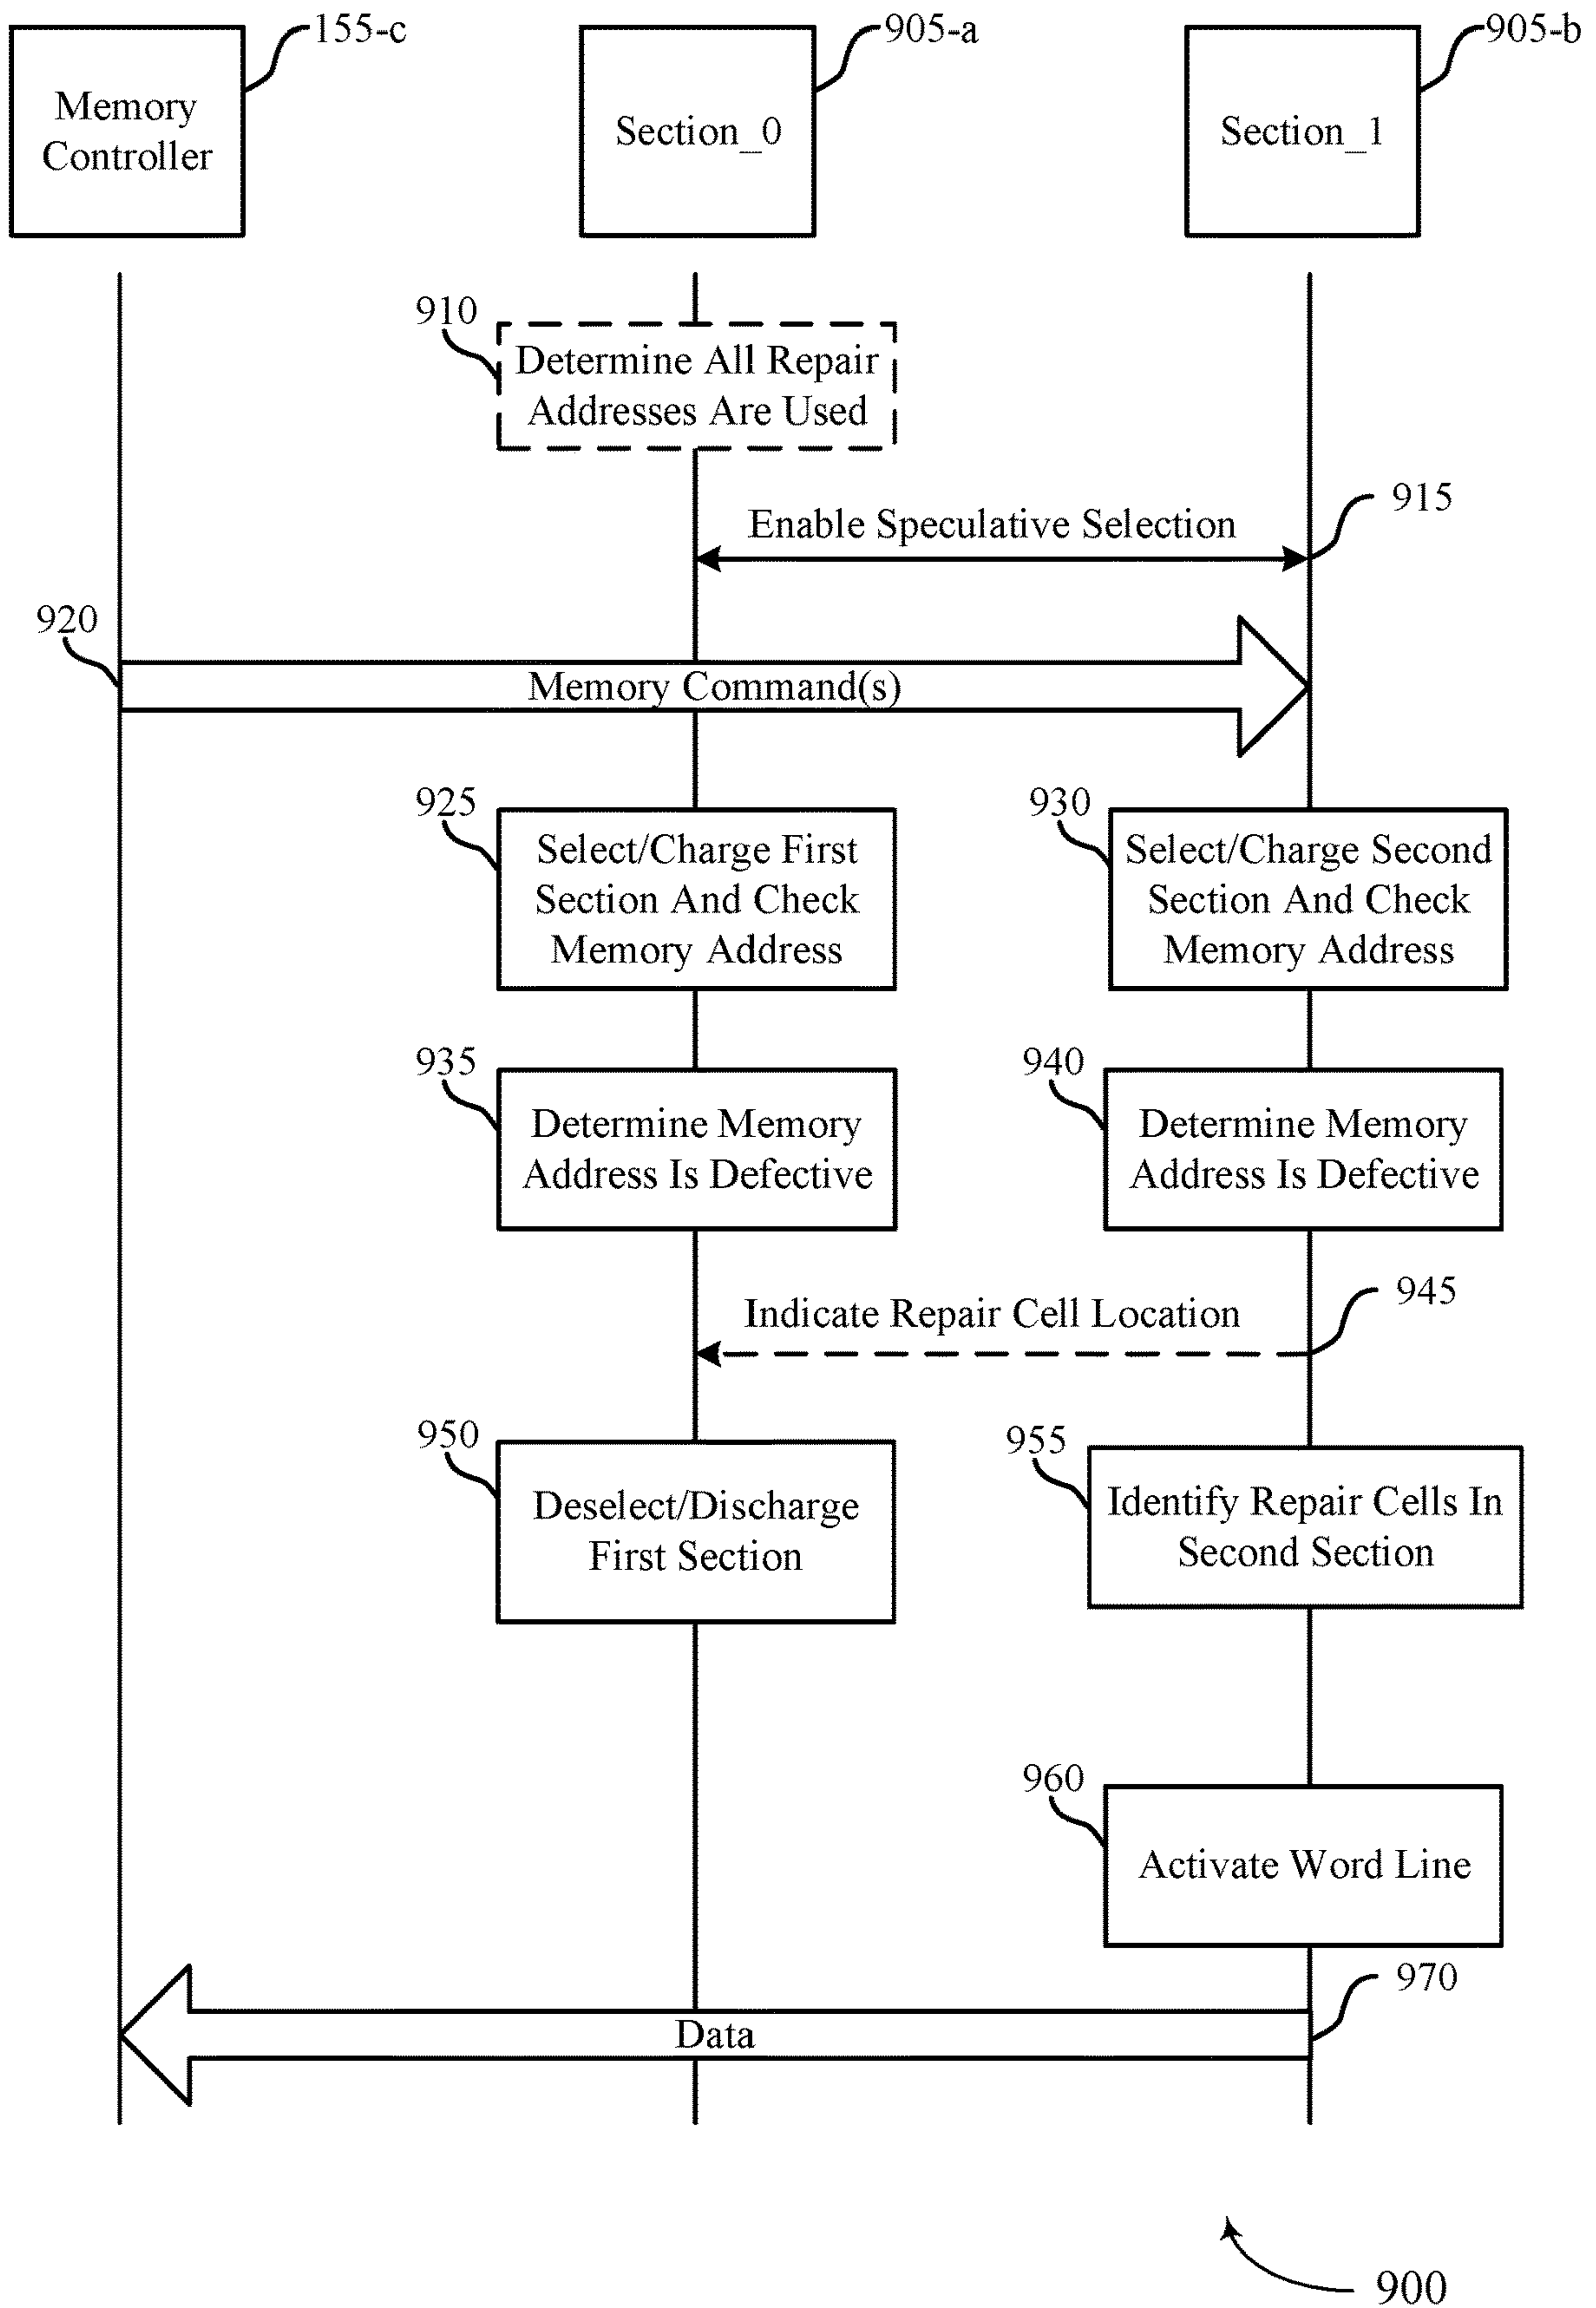 155-c
905-a
905-b
Memory
Controller
Section_0
Section_1
910
Determine All Repair
Addresses Are Used
915
Enable Speculative Selection
920
Memory Command(s)
925
Select/Charge First
Section And Check
Memory Address
930
Select/Charge Second
Section And Check
Memory Address
935
Determine Memory
Address Is Defective
940
Determine Memory
Address Is Defective
945
Indicate Repair Cell Location
950
Deselect/Discharge
First Section
955
Identify Repair Cells In
Second Section
960
Activate Word Line
970
Data
900